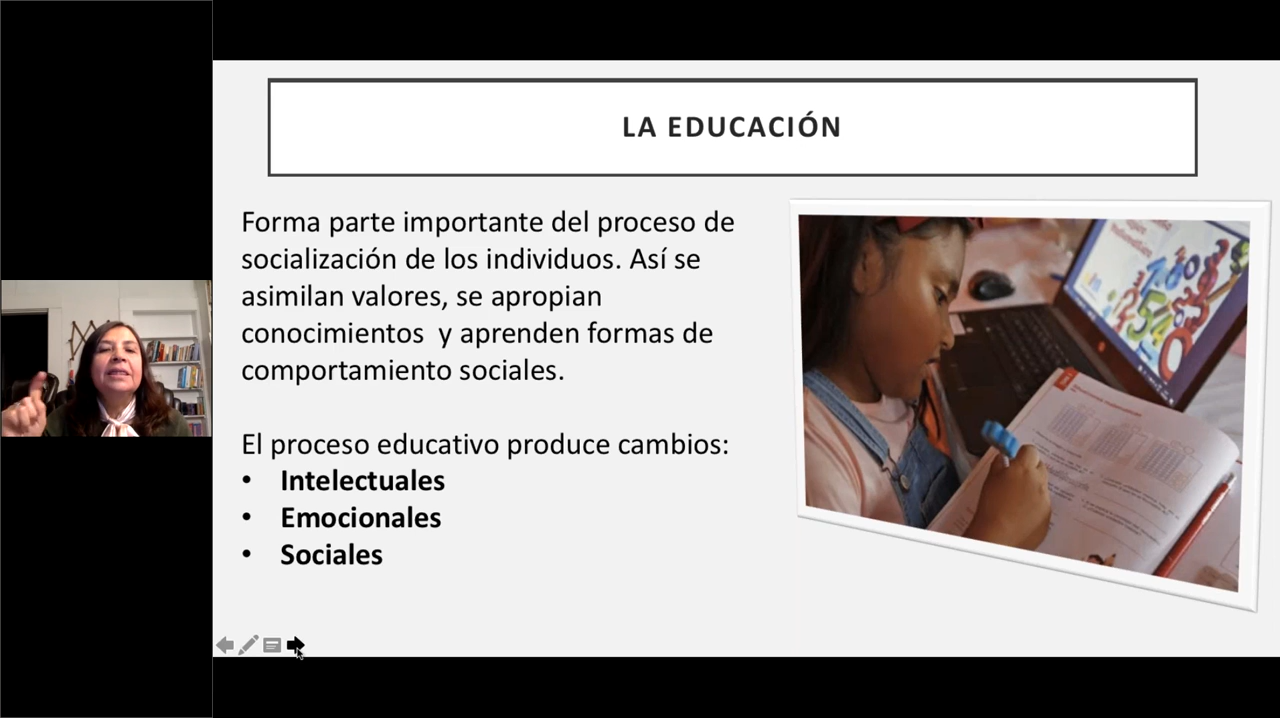 LA EDUCACIÓN
Forma parte importante del proceso de
socialización de los individuos. Así se
asimilan valores, se apropian
conocimientos y aprenden formas de
comportamiento sociales.
El proceso educativo produce cambios:
• Intelectuales
• Emocionales
• Sociales